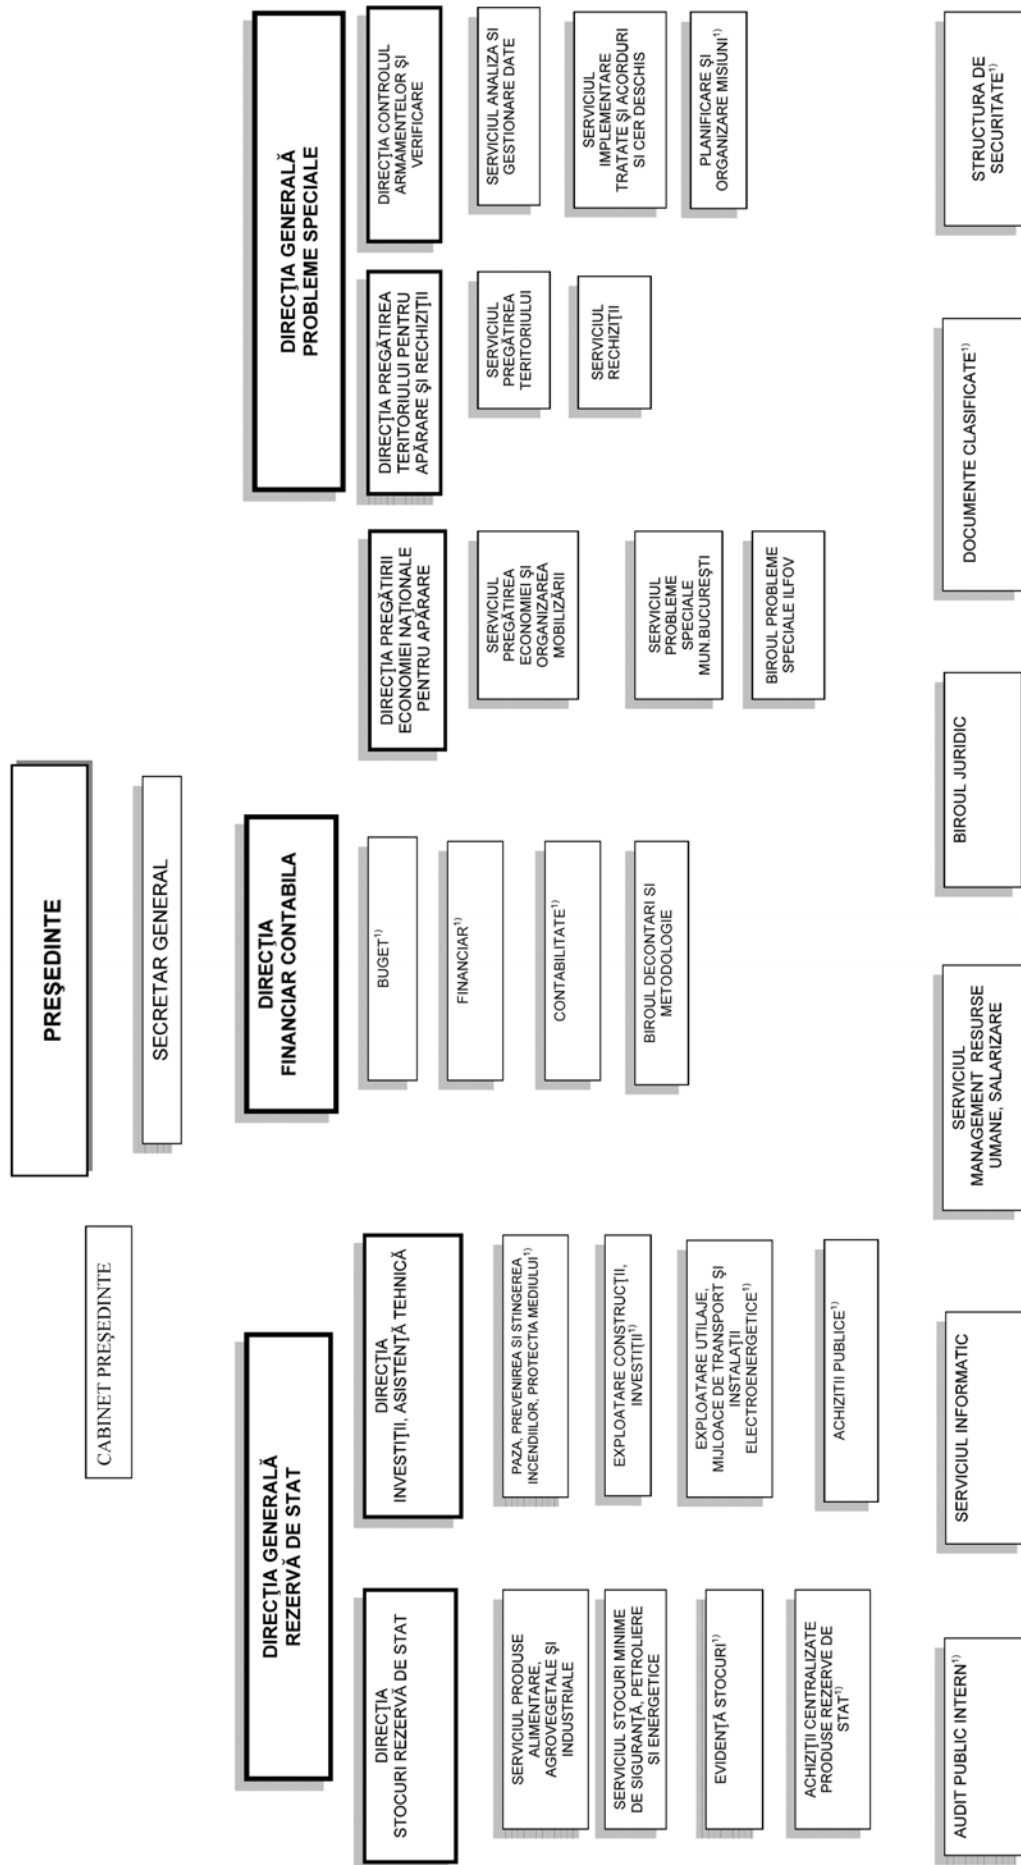 PREŞEDINTE
CABINET PREŞEDINTE
SECRETAR GENERAL
DIRECŢIA GENERALĂ
REZERVĂ DE STAT
DIRECŢIA
FINANCIAR CONTABILA
DIRECŢIA GENERALĂ
PROBLEME SPECIALE
DIRECŢIA
STOCURI REZERVĂ DE STAT
SERVICIUL PRODUSE
ALIMENTARE,
AGROVEGETALE ŞI
INDUSTRIALE
SERVICIUL STOCURI MINIME
DE SIGURANŢĂ, PETROLIERE
SI ENERGETICE
EVIDENŢĂ STOCURI¹⁾
ACHIZIŢII CENTRALIZATE
PRODUSE REZERVE DE
STAT¹⁾
DIRECŢIA
INVESTIŢII, ASISTENŢĂ TEHNICĂ
PAZA, PREVENIREA SI STINGEREA
INCENDIILOR, PROTECTIA MEDIULUI¹⁾
EXPLOATARE CONSTRUCŢII,
INVESTIŢII¹⁾
EXPLOATARE UTILAJE,
MIJLOACE DE TRANSPORT ŞI
INSTALAŢII
ELECTROENERGETICE¹⁾
ACHIZITII PUBLICE¹⁾
BUGET¹⁾
FINANCIAR¹⁾
CONTABILITATE¹⁾
BIROUL DECONTARI SI
METODOLOGIE
DIRECŢIA PREGĂTIRII
ECONOMIEI NAŢIONALE
PENTRU APĂRARE
SERVICIUL
PREGĂTIREA
ECONOMIEI ŞI
ORGANIZAREA
MOBILIZĂRII
SERVICIUL
PROBLEME
SPECIALE
MUN.BUCUREŞTI
BIROUL PROBLEME
SPECIALE ILFOV
DIRECŢIA PREGĂTIREA
TERITORIULUI PENTRU
APĂRARE ŞI RECHIZIŢII
SERVICIUL
PREGĂTIREA
TERITORIULUI
SERVICIUL
RECHIZIŢII
DIRECŢIA CONTROLUL
ARMAMENTELOR ŞI
VERIFICARE
SERVICIUL ANALIZA SI
GESTIONARE DATE
SERVICIUL
IMPLEMENTARE
TRATATE ŞI ACORDURI
SI CER DESCHIS
PLANIFICARE ŞI
ORGANIZARE MISIUNI¹⁾
AUDIT PUBLIC INTERN¹⁾
SERVICIUL INFORMATIC
SERVICIUL
MANAGEMENT RESURSE
UMANE, SALARIZARE
BIROUL JURIDIC
DOCUMENTE CLASIFICATE¹⁾
STRUCTURA DE
SECURITATE¹⁾